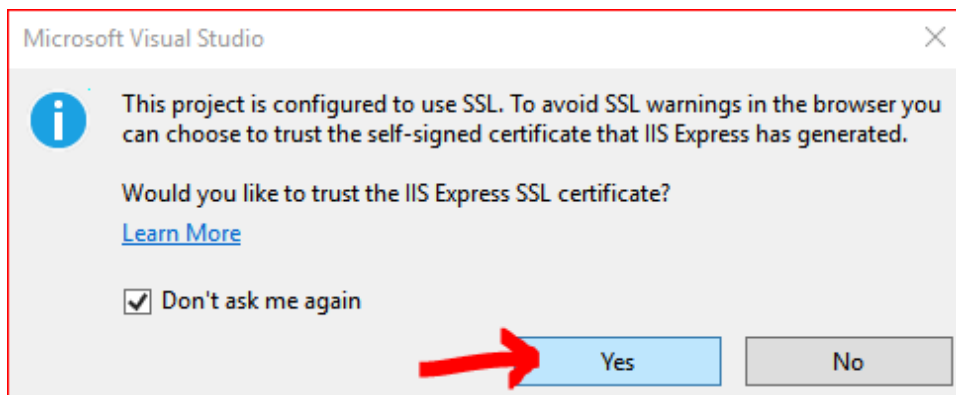 Microsoft Visual Studio
This project is configured to use SSL. To avoid SSL warnings in the browser you
can choose to trust the self-signed certificate that IIS Express has generated.
Would you like to trust the IIS Express SSL certificate?
Learn More
Don't ask me again
Yes No